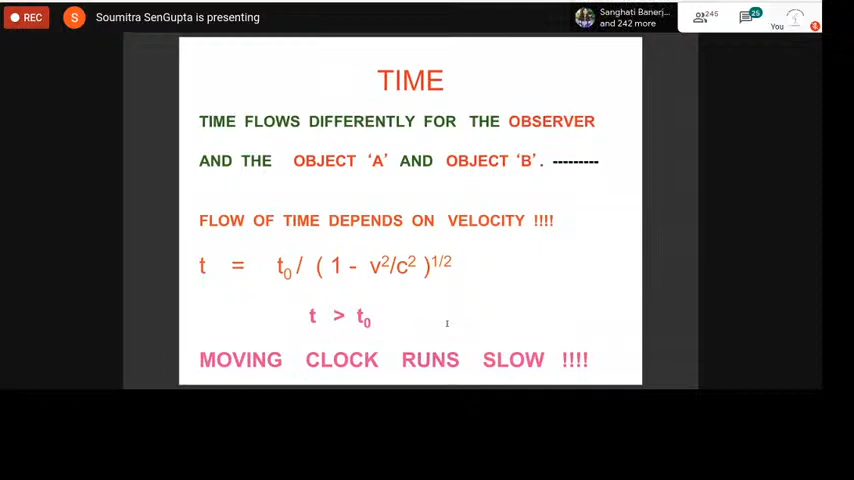 REC
S
Soumitra SenGupta is presenting
Sanghati Banerj...
and 242 more
245
25
You
TIME
TIME FLOWS DIFFERENTLY FOR THE OBSERVER
AND THE OBJECT ‘A’ AND OBJECT ‘B’. ---------
FLOW OF TIME DEPENDS ON VELOCITY !!!!
t = t₀ / ( 1 - v²/c² )¹/²
t > t₀
MOVING CLOCK RUNS SLOW !!!!